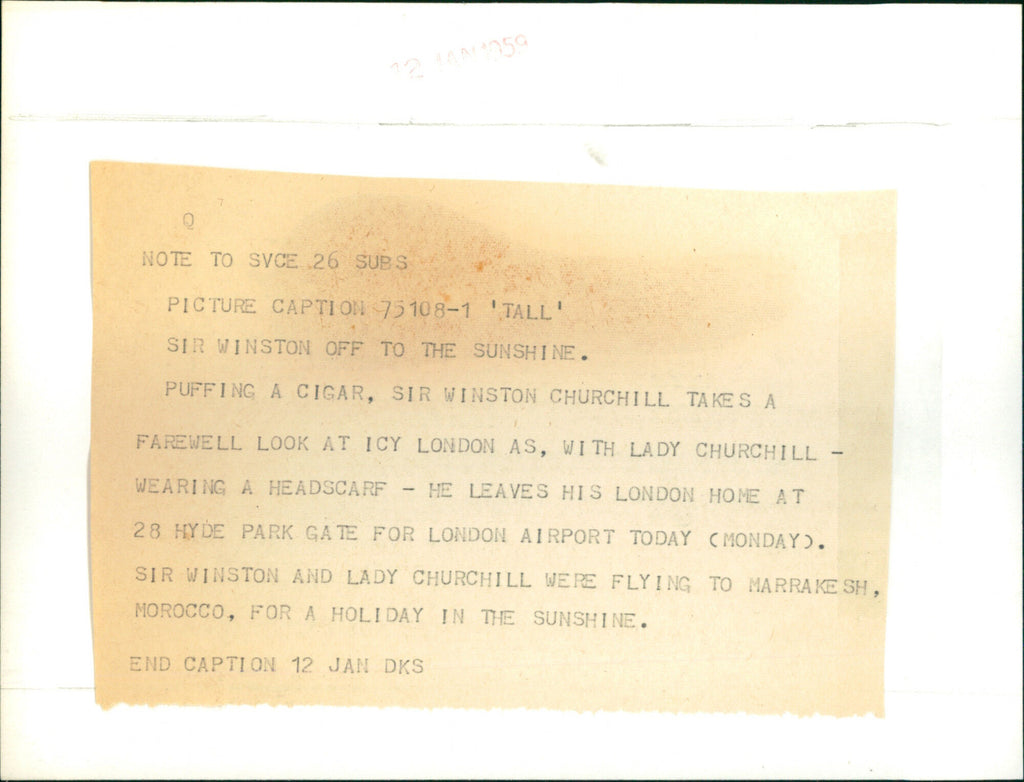 12 JAN 1959
Q 7
NOTE TO SVCE 26 SUBS
PICTURE CAPTION 75108-1 'TALL'
SIR WINSTON OFF TO THE SUNSHINE.
PUFFING A CIGAR, SIR WINSTON CHURCHILL TAKES A
FAREWELL LOOK AT ICY LONDON AS, WITH LADY CHURCHILL -
WEARING A HEADSCARF - HE LEAVES HIS LONDON HOME AT
28 HYDE PARK GATE FOR LONDON AIRPORT TODAY (MONDAY).
SIR WINSTON AND LADY CHURCHILL WERE FLYING TO MARRAKESH,
MOROCCO, FOR A HOLIDAY IN THE SUNSHINE.
END CAPTION 12 JAN DKS